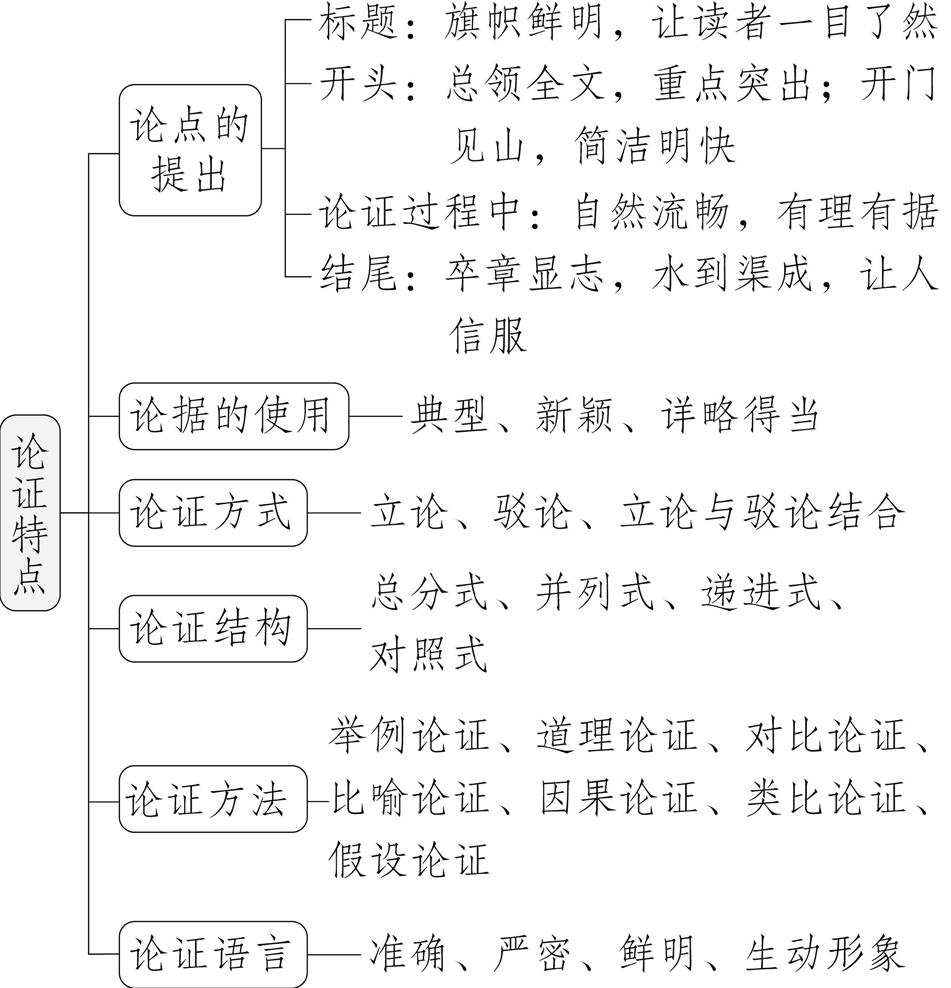 论证特点
论点的
提出
标题：旗帜鲜明，让读者一目了然
开头：总领全文，重点突出；开门
见山，简洁明快
论证过程中：自然流畅，有理有据
结尾：卒章显志，水到渠成，让人
信服
论据的使用
典型、新颖、详略得当
论证方式
立论、驳论、立论与驳论结合
论证结构
总分式、并列式、递进式、
对照式
论证方法
举例论证、道理论证、对比论证、
比喻论证、因果论证、类比论证、
假设论证
论证语言
准确、严密、鲜明、生动形象